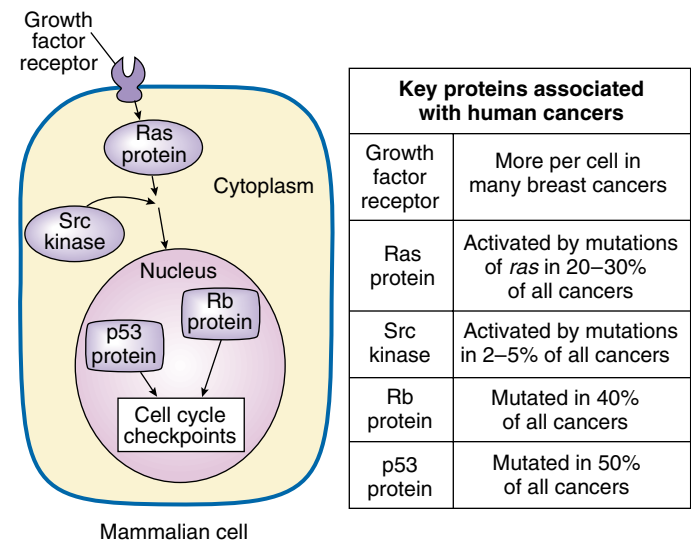 Growth
factor
receptor
Ras
protein
Cytoplasm
Src
kinase
Nucleus
Rb
protein
p53
protein
Cell cycle
checkpoints
Mammalian cell
Key proteins associated
with human cancers
Growth
factor
receptor
More per cell in
many breast cancers
Ras
protein
Activated by mutations
of ras in 20–30%
of all cancers
Src
kinase
Activated by mutations
in 2–5% of all cancers
Rb
protein
Mutated in 40%
of all cancers
p53
protein
Mutated in 50%
of all cancers